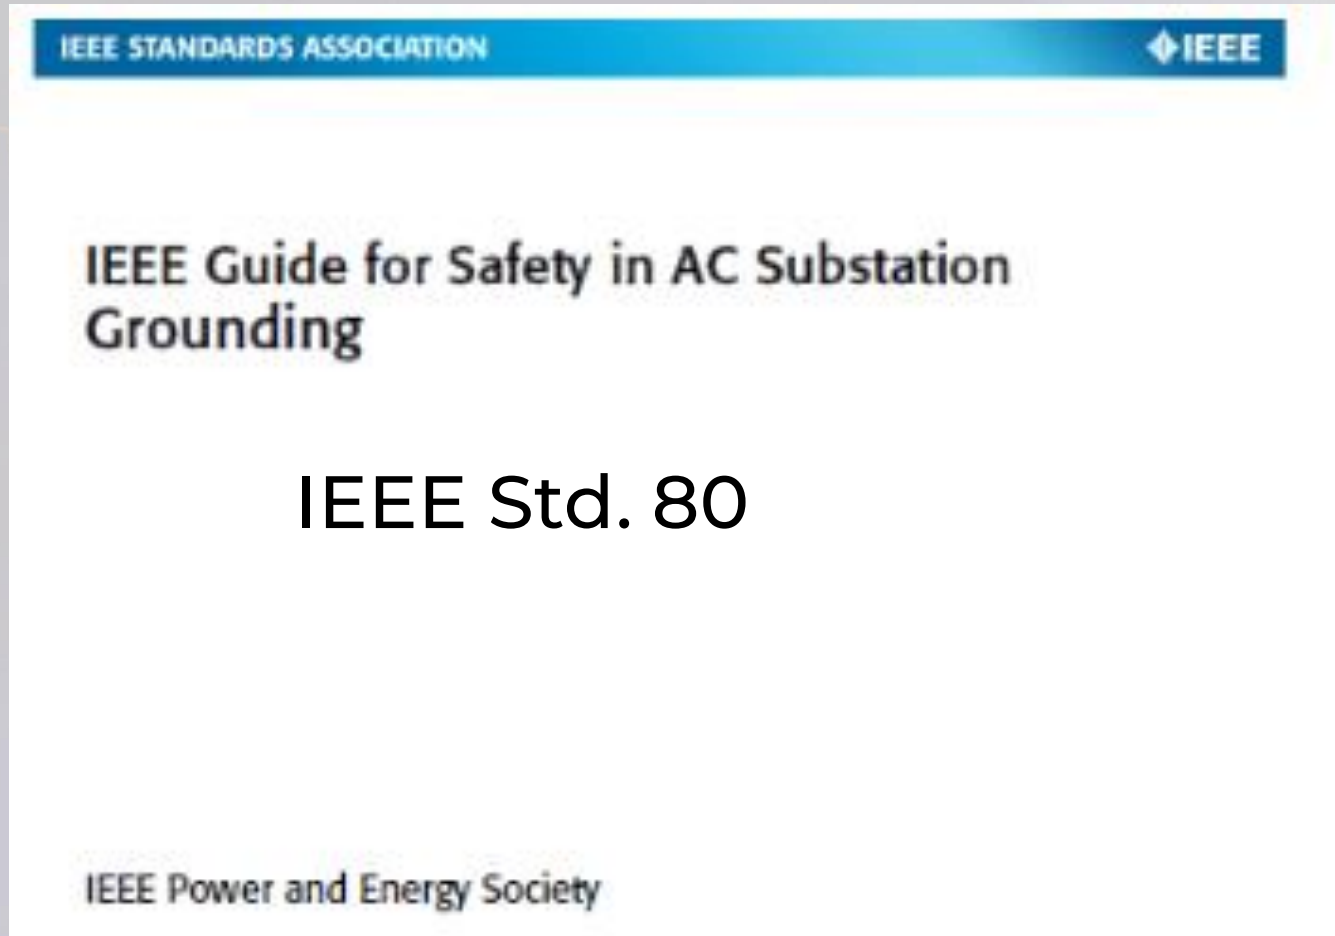 IEEE STANDARDS ASSOCIATION
IEEE
IEEE Guide for Safety in AC Substation
Grounding
IEEE Std. 80
IEEE Power and Energy Society